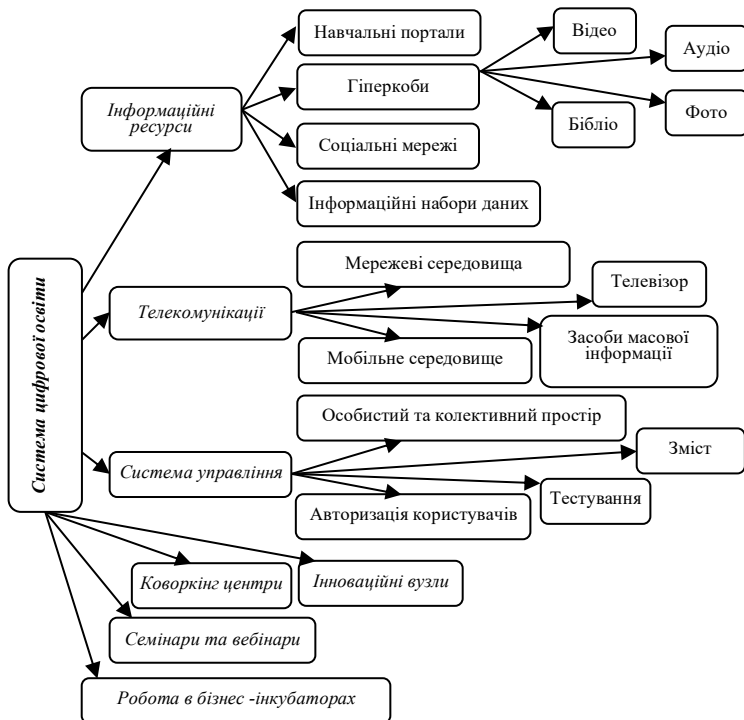 Навчальні портали
Відео
Аудіо
Гіперкоби
Інформаційні
ресурси
Бібліо
Фото
Соціальні мережі
Інформаційні набори даних
Система цифрової освіти
Мережеві середовища
Телевізор
Телекомунікації
Засоби масової
інформації
Мобільне середовище
Особистий та колективний простір
Зміст
Система управління
Тестування
Авторизація користувачів
Коворкінг центри
Інноваційні вузли
Семінари та вебінари
Робота в бізнес -інкубаторах